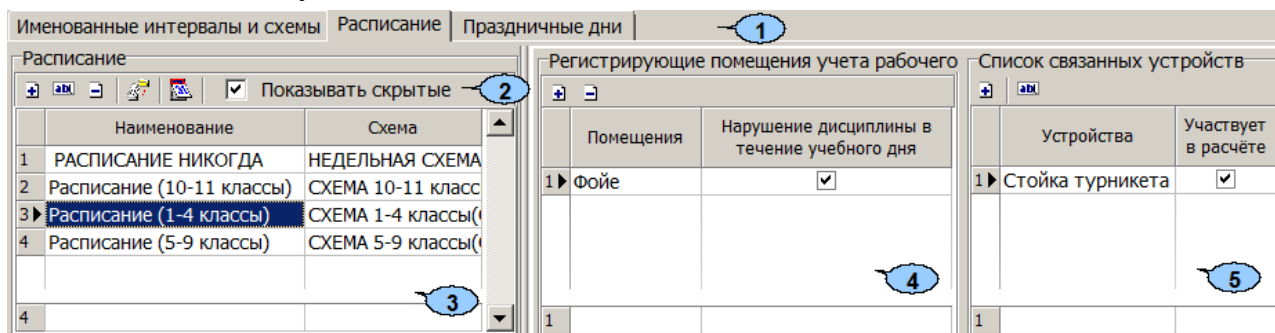 Именованные интервалы и схемы Расписание Праздничные дни 1
Расписание
Показывать скрытые 2
Наименование Схема
1 РАСПИСАНИЕ НИКОГДА НЕДЕЛЬНАЯ СХЕМА
2 Расписание (10-11 классы) СХЕМА 10-11 класс
3 Расписание (1-4 классы) СХЕМА 1-4 классы(
4 Расписание (5-9 классы) СХЕМА 5-9 классы(
3
4
Регистрирующие помещения учета рабочего
Помещения Нарушение дисциплины в
течение учебного дня
1 Фойе
4
1
Список связанных устройств
abl
Устройства Участвует
в расчёте
1 Стойка турникета
5
1